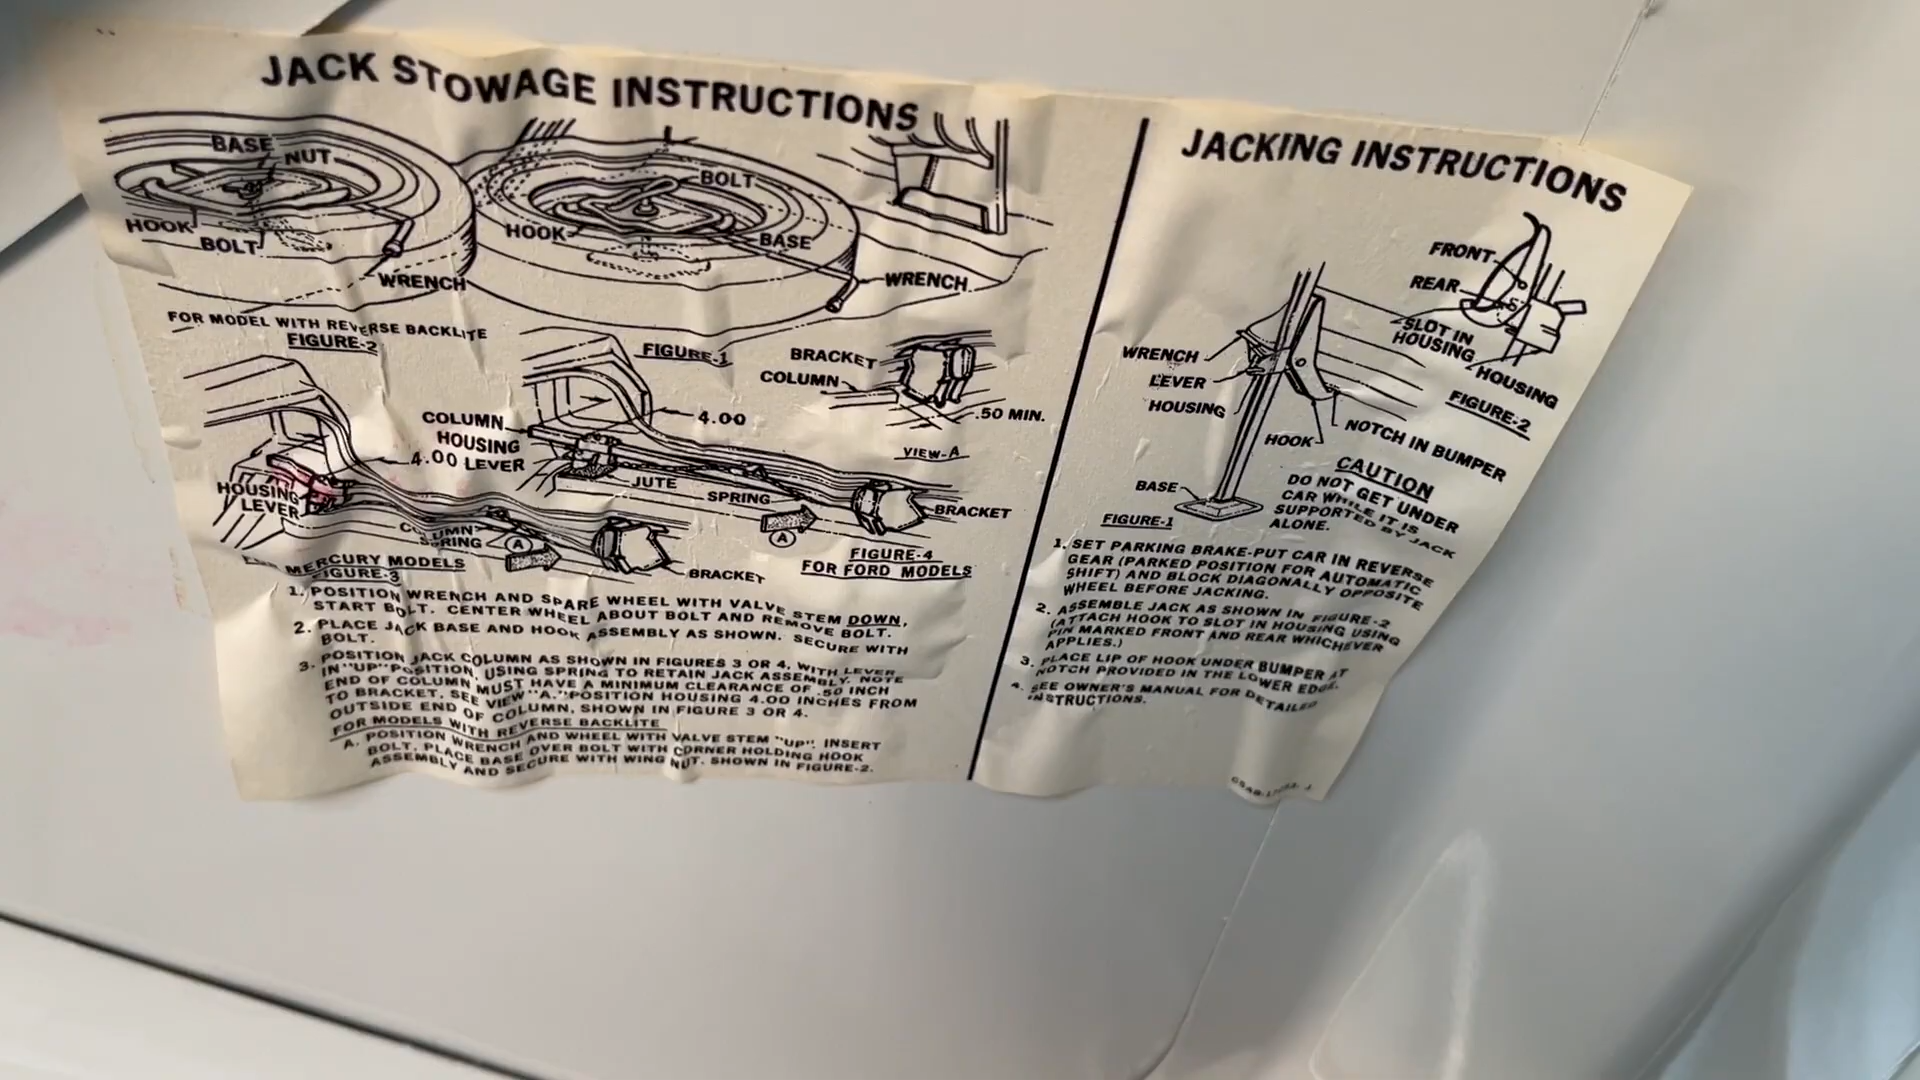 JACK STOWAGE INSTRUCTIONS
BASE
NUT
HOOK
BOLT
WRENCH
FOR MODEL WITH REVERSE BACKLITE
FIGURE-2
BOLT
HOOK
BASE
WRENCH
FIGURE-1
BRACKET
COLUMN
.50 MIN.
VIEW-A
COLUMN
HOUSING
4.00 LEVER
4.00
HOUSING
LEVER
SPRING
A
BRACKET
MERCURY MODELS
FIGURE-3
JUTE
SPRING
A
BRACKET
FIGURE-4
FOR FORD MODELS
1. POSITION WRENCH AND SPARE WHEEL WITH VALVE STEM DOWN,
START BOLT. CENTER WHEEL ABOUT BOLT AND REMOVE BOLT.
2. PLACE JACK BASE AND HOOK ASSEMBLY AS SHOWN. SECURE WITH
BOLT.
3. POSITION JACK COLUMN AS SHOWN IN FIGURES 3 OR 4, WITH LEVER
IN "UP" POSITION, USING SPRING TO RETAIN JACK ASSEMBLY. NOTE
END OF COLUMN MUST HAVE A MINIMUM CLEARANCE OF .50 INCH
TO BRACKET, SEE VIEW "A." POSITION HOUSING 4.00 INCHES FROM
OUTSIDE END OF COLUMN, SHOWN IN FIGURE 3 OR 4.
FOR MODELS WITH REVERSE BACKLITE
A. POSITION WRENCH AND WHEEL WITH VALVE STEM "UP". INSERT
BOLT, PLACE BASE OVER BOLT WITH CORNER HOLDING HOOK
ASSEMBLY AND SECURE WITH WING NUT. SHOWN IN FIGURE-2.
JACKING INSTRUCTIONS
FRONT
REAR
SLOT IN
HOUSING
HOUSING
FIGURE-2
WRENCH
LEVER
HOUSING
HOOK
NOTCH IN BUMPER
BASE
FIGURE-1
CAUTION
DO NOT GET UNDER
CAR WHILE IT IS
SUPPORTED BY JACK
ALONE.
1. SET PARKING BRAKE-PUT CAR IN REVERSE
GEAR (PARKED POSITION FOR AUTOMATIC
SHIFT) AND BLOCK DIAGONALLY OPPOSITE
WHEEL BEFORE JACKING.
2. ASSEMBLE JACK AS SHOWN IN FIGURE-2
(ATTACH HOOK TO SLOT IN HOUSING USING
PIN MARKED FRONT AND REAR WHICHEVER
APPLIES.)
3. PLACE LIP OF HOOK UNDER BUMPER AT
NOTCH PROVIDED IN THE LOWER EDGE.
4. SEE OWNER'S MANUAL FOR DETAILED
INSTRUCTIONS.